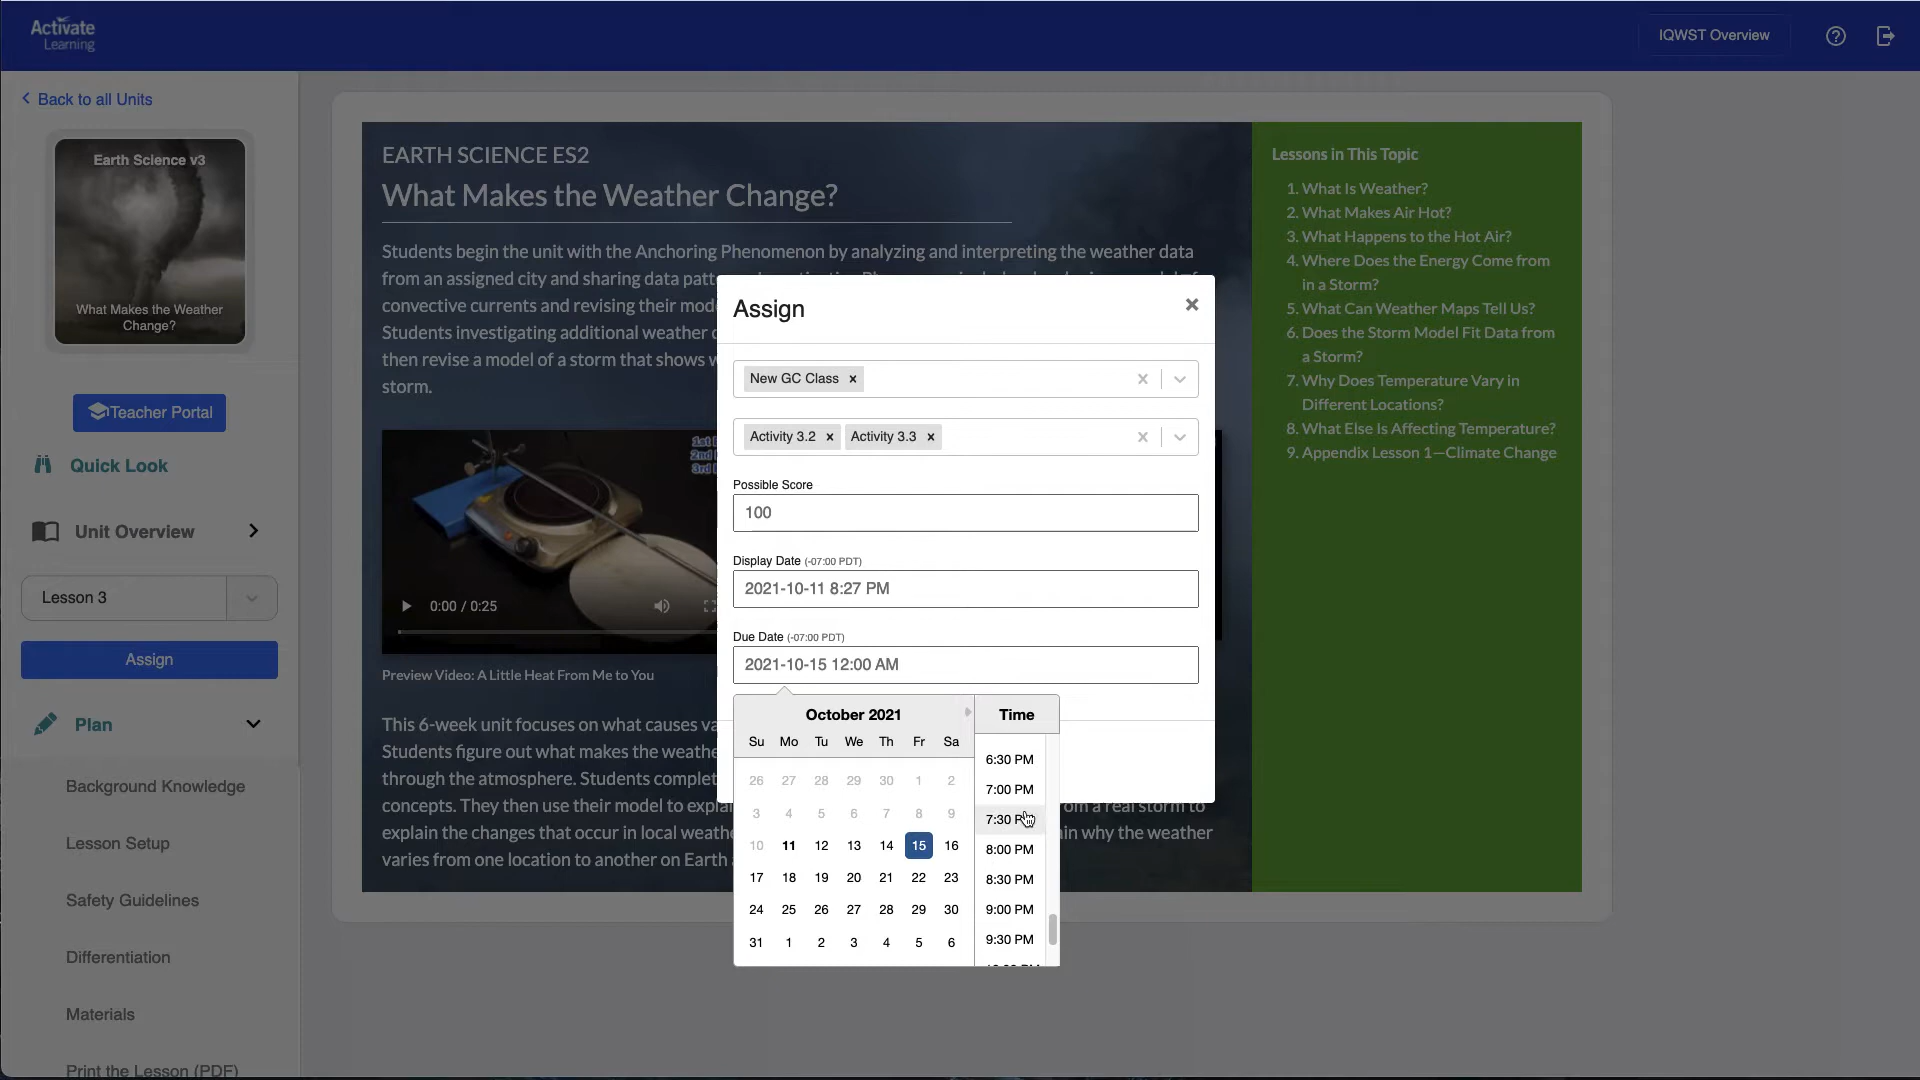 Activate
Learning
IQWST Overview
Back to all Units
Earth Science v3
What Makes the Weather
Change?
Teacher Portal
Quick Look
Unit Overview
Lesson 3
Assign
Plan
Background Knowledge
Lesson Setup
Safety Guidelines
Differentiation
Materials
Print the Lesson (PDF)
EARTH SCIENCE ES2
What Makes the Weather Change?
Students begin the unit with the Anchoring Phenomenon by analyzing and interpreting the weather data
from an assigned city and sharing data patt
convective currents and revising their mod
Students investigating additional weather
then revise a model of a storm that shows w
storm.
1st
2nd
3rd
0:00 / 0:25
Preview Video: A Little Heat From Me to You
This 6-week unit focuses on what causes va
Students figure out what makes the weathe
through the atmosphere. Students complet
concepts. They then use their model to expla
om a real storm to
explain the changes that occur in local weathe
in why the weather
varies from one location to another on Earth
Lessons in This Topic
1. What Is Weather?
2. What Makes Air Hot?
3. What Happens to the Hot Air?
4. Where Does the Energy Come from
in a Storm?
5. What Can Weather Maps Tell Us?
6. Does the Storm Model Fit Data from
a Storm?
7. Why Does Temperature Vary in
Different Locations?
8. What Else Is Affecting Temperature?
9. Appendix Lesson 1—Climate Change
Assign
New GC Class
Activity 3.2 Activity 3.3
Possible Score
100
Display Date (-07:00 PDT)
2021-10-11 8:27 PM
Due Date (-07:00 PDT)
2021-10-15 12:00 AM
October 2021
Su Mo Tu We Th Fr Sa
26 27 28 29 30 1 2
3 4 5 6 7 8 9
10 11 12 13 14 15 16
17 18 19 20 21 22 23
24 25 26 27 28 29 30
31 1 2 3 4 5 6
Time
6:30 PM
7:00 PM
7:30 PM
8:00 PM
8:30 PM
9:00 PM
9:30 PM